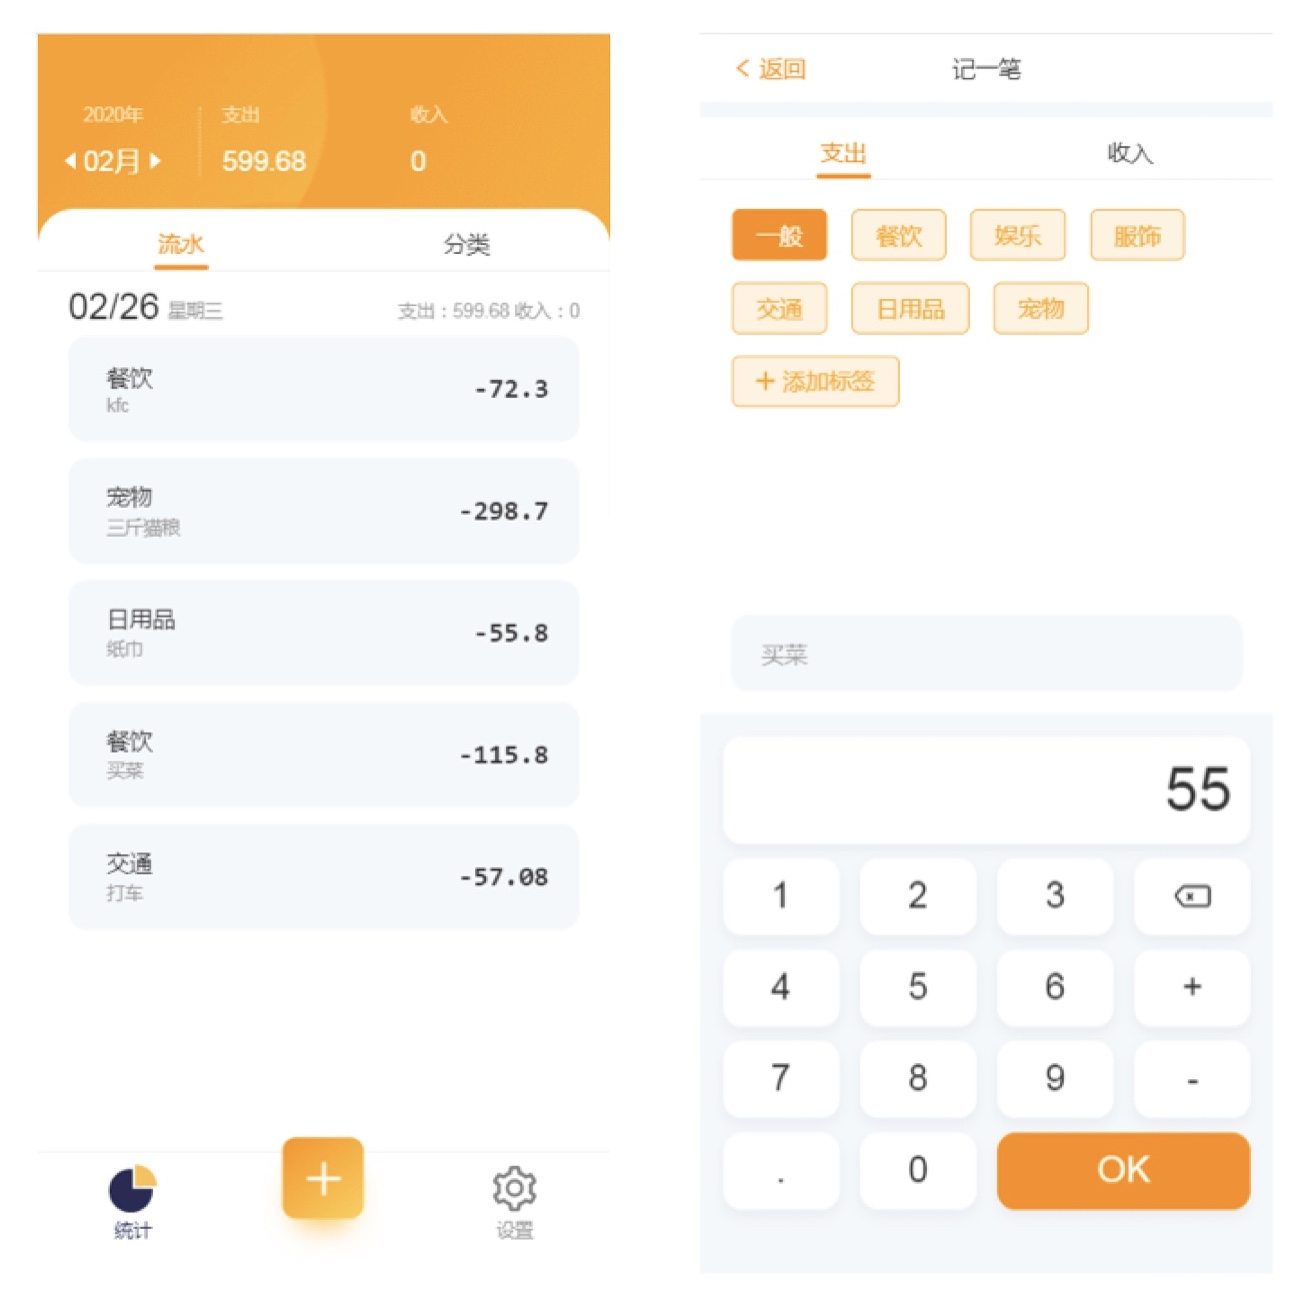 2020年 支出 收入
02月 599.68 0
流水 分类
02/26 星期三 支出：599.68 收入：0
餐饮 -72.3
kfc
宠物 -298.7
三斤猫粮
日用品 -55.8
纸巾
餐饮 -115.8
买菜
交通 -57.08
打车
统计 + 设置
< 返回 记一笔
支出 收入
一般 餐饮 娱乐 服饰
交通 日用品 宠物
+ 添加标签
买菜
55
1 2 3
4 5 6 +
7 8 9 -
. 0 OK